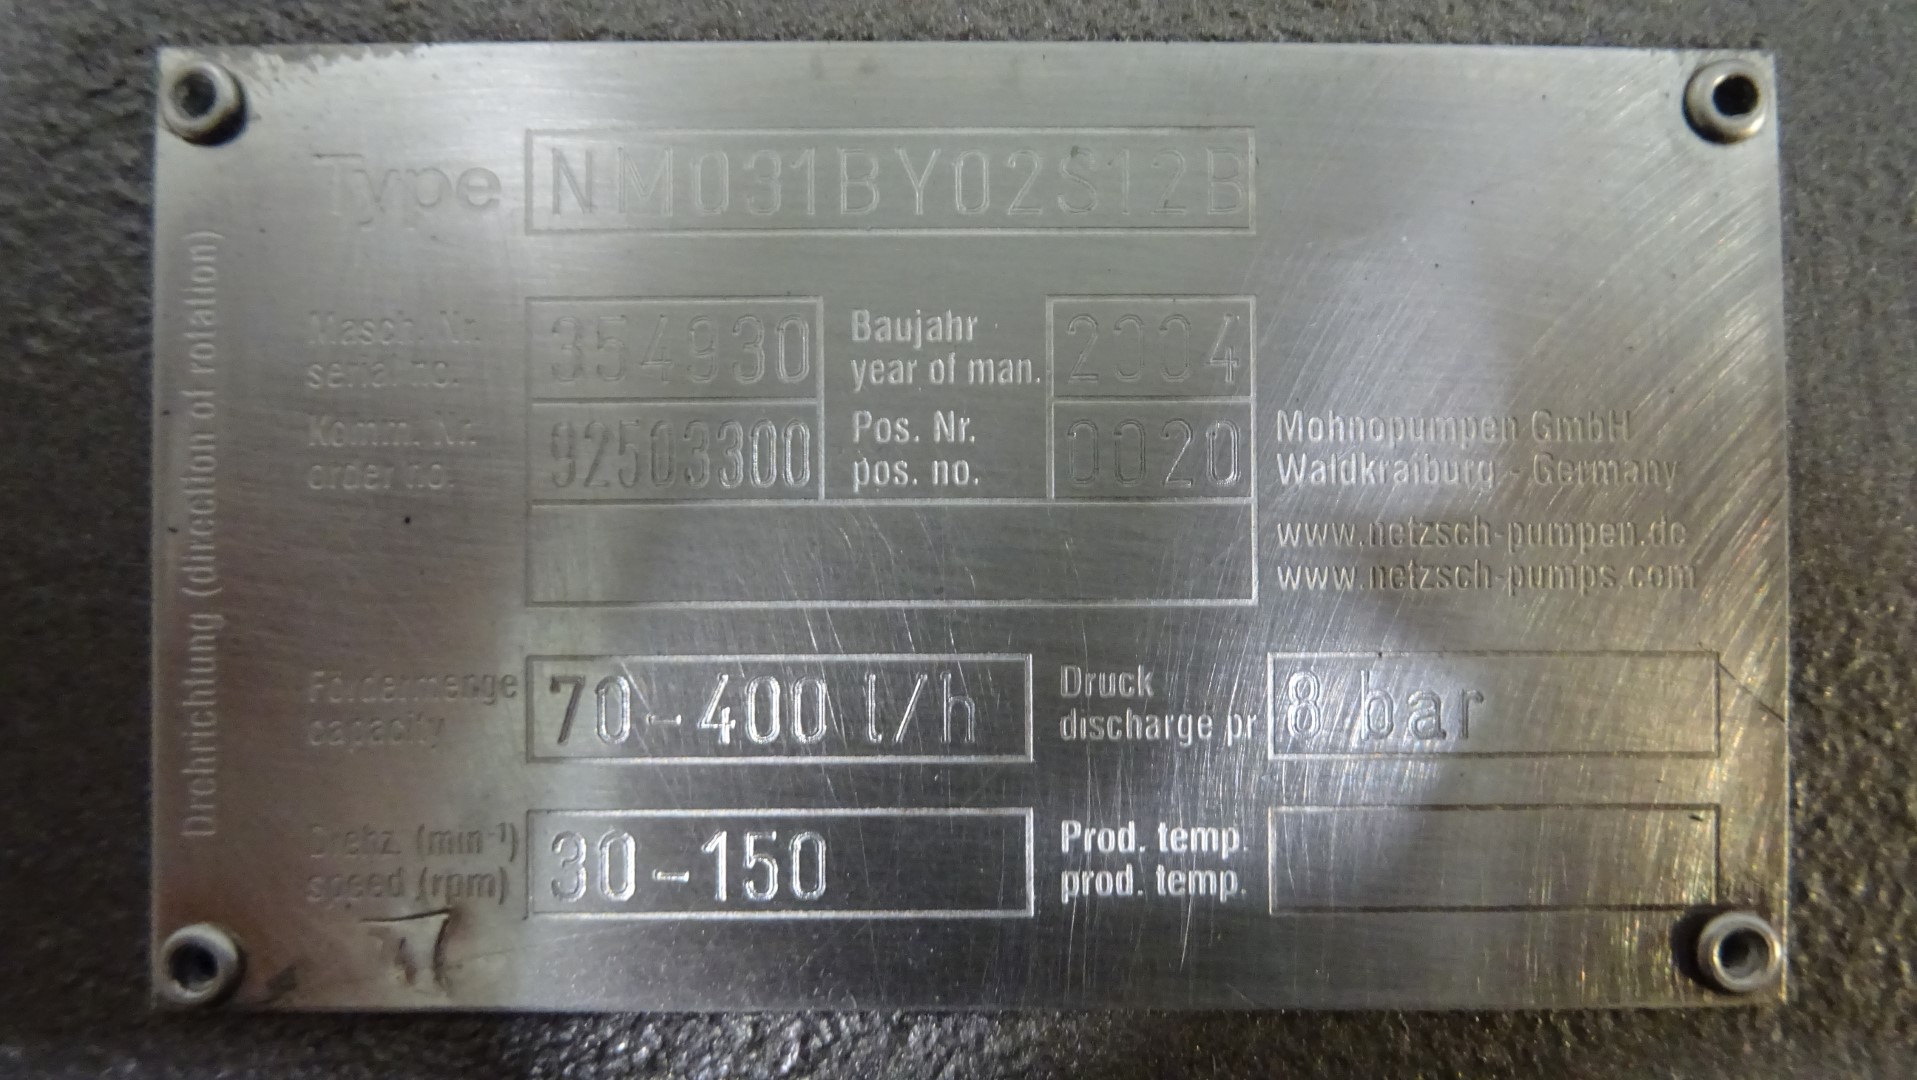 Type NM031BY02S12B
Masch. Nr. 354930 Baujahr 2004
serial no. year of man.
Komm. Nr. 92503300 Pos. Nr. 0020
order no. pos. no.
Mohnopumpen GmbH
Waldkraiburg - Germany
www.netzsch-pumpen.de
www.netzsch-pumps.com
Fördermenge 70-400 l/h Druck 8 bar
capacity discharge pr
Drehz. (min⁻¹) 30-150 Prod. temp.
speed (rpm) prod. temp.
Drehrichtung (direction of rotation)